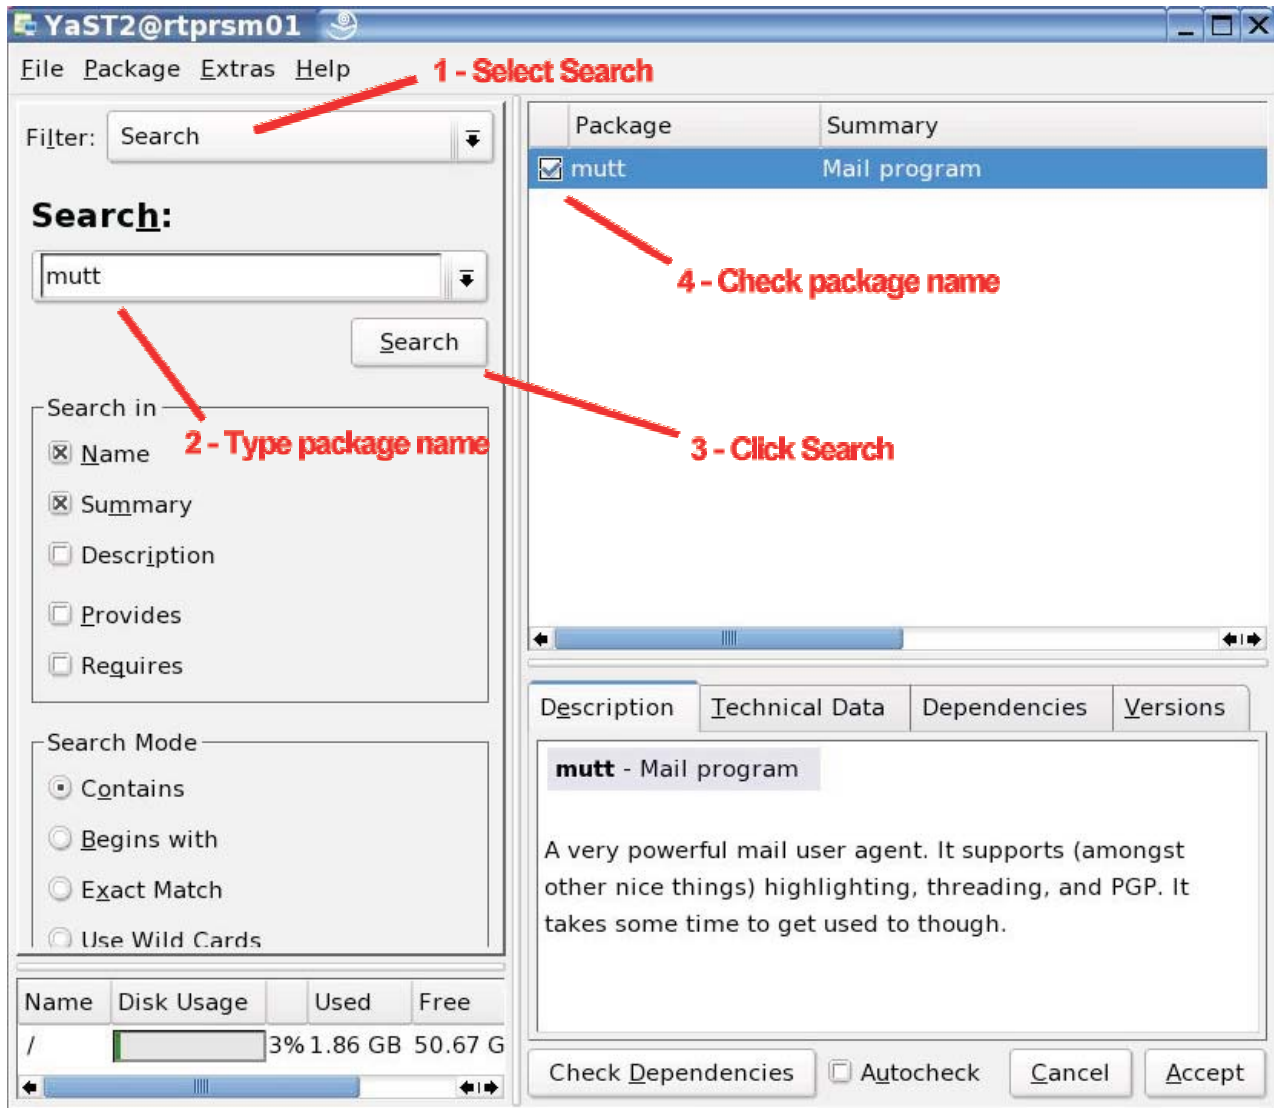 YaST2@rtprsm01
File Package Extras Help
1 - Select Search
Filter: Search
Search:
mutt
Search
Search in
Name
2 - Type package name
Summary
Description
Provides
Requires
Search Mode
Contains
Begins with
Exact Match
Use Wild Cards
Name Disk Usage Used Free
/ 3% 1.86 GB 50.67 G
Package Summary
mutt Mail program
4 - Check package name
3 - Click Search
Description Technical Data Dependencies Versions
mutt - Mail program
A very powerful mail user agent. It supports (amongst
other nice things) highlighting, threading, and PGP. It
takes some time to get used to though.
Check Dependencies Autocheck Cancel Accept